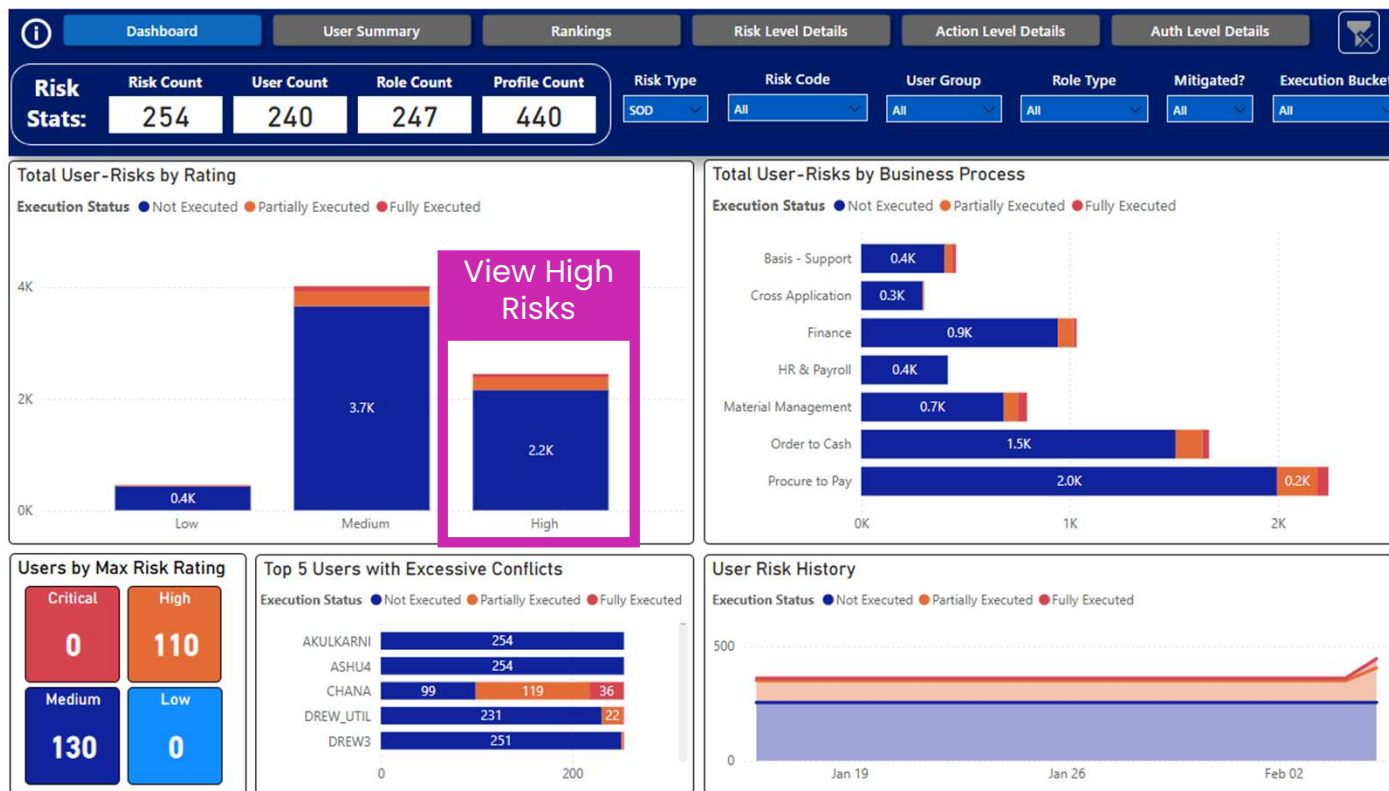 Dashboard
User Summary
Rankings
Risk Level Details
Action Level Details
Auth Level Details
Risk
Stats:
Risk Count
254
User Count
240
Role Count
247
Profile Count
440
Risk Type
SOD
Risk Code
All
User Group
All
Role Type
All
Mitigated?
All
Execution Bucket
All
Total User-Risks by Rating
Execution Status Not Executed Partially Executed Fully Executed
View High
Risks
4K
2K
0K
0.4K
3.7K
2.2K
Low
Medium
High
Total User-Risks by Business Process
Execution Status Not Executed Partially Executed Fully Executed
Basis - Support 0.4K
Cross Application 0.3K
Finance 0.9K
HR & Payroll 0.4K
Material Management 0.7K
Order to Cash 1.5K
Procure to Pay 2.0K 0.2K
0K 1K 2K
Users by Max Risk Rating
Critical
0
High
110
Medium
130
Low
0
Top 5 Users with Excessive Conflicts
Execution Status Not Executed Partially Executed Fully Executed
AKULKARNI 254
ASHU4 254
CHANA 99 119 36
DREW_UTIL 231 22
DREW3 251
0 200
User Risk History
Execution Status Not Executed Partially Executed Fully Executed
500
0
Jan 19 Jan 26 Feb 02